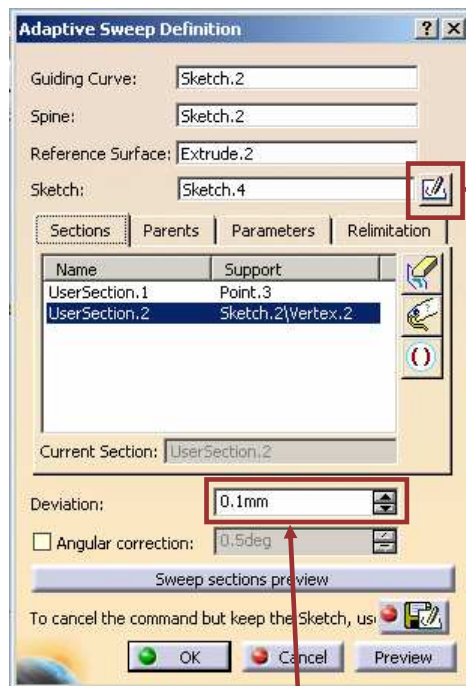 Adaptive Sweep Definition
Guiding Curve: Sketch.2
Spine: Sketch.2
Reference Surface: Extrude.2
Sketch: Sketch.4
Sections Parents Parameters Relimitation
Name Support
UserSection.1 Point.3
UserSection.2 Sketch.2\Vertex.2
Current Section: UserSection.2
Deviation: 0.1mm
Angular correction: 0.5deg
Sweep sections preview
To cancel the command but keep the Sketch, us
OK Cancel Preview